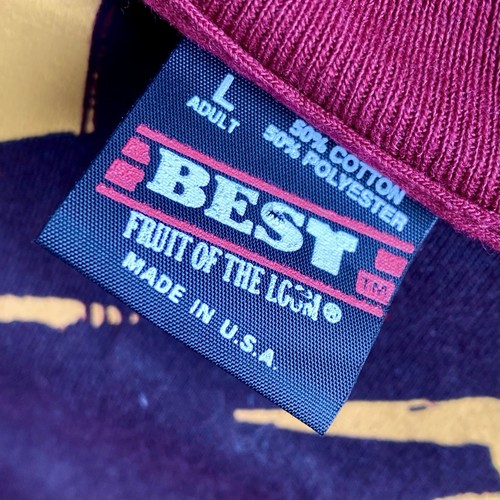 L
ADULT
50% COTTON
50% POLYESTER
BEST
TM
FRUIT OF THE LOOM®
MADE IN U.S.A.